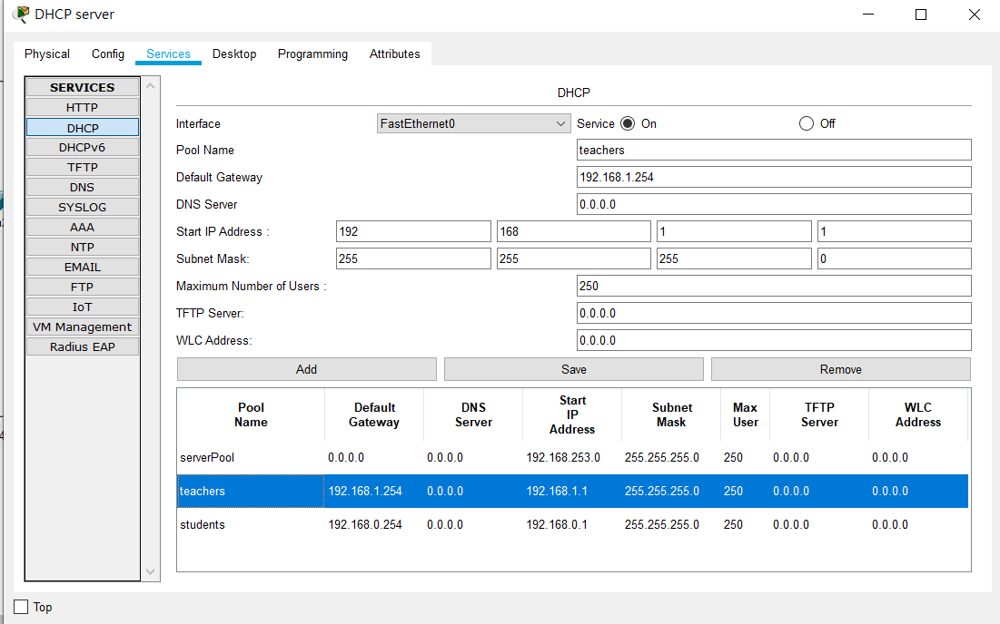 DHCP server
Physical Config Services Desktop Programming Attributes
SERVICES
HTTP
DHCP
DHCPv6
TFTP
DNS
SYSLOG
AAA
NTP
EMAIL
FTP
IoT
VM Management
Radius EAP
DHCP
Interface FastEthernet0 Service On Off
Pool Name teachers
Default Gateway 192.168.1.254
DNS Server 0.0.0.0
Start IP Address : 192 168 1 1
Subnet Mask: 255 255 255 0
Maximum Number of Users : 250
TFTP Server: 0.0.0.0
WLC Address: 0.0.0.0
Add Save Remove
Pool Name Default Gateway DNS Server Start IP Address Subnet Mask Max User TFTP Server WLC Address
serverPool 0.0.0.0 0.0.0.0 192.168.253.0 255.255.255.0 250 0.0.0.0 0.0.0.0
teachers 192.168.1.254 0.0.0.0 192.168.1.1 255.255.255.0 250 0.0.0.0 0.0.0.0
students 192.168.0.254 0.0.0.0 192.168.0.1 255.255.255.0 250 0.0.0.0 0.0.0.0
Top